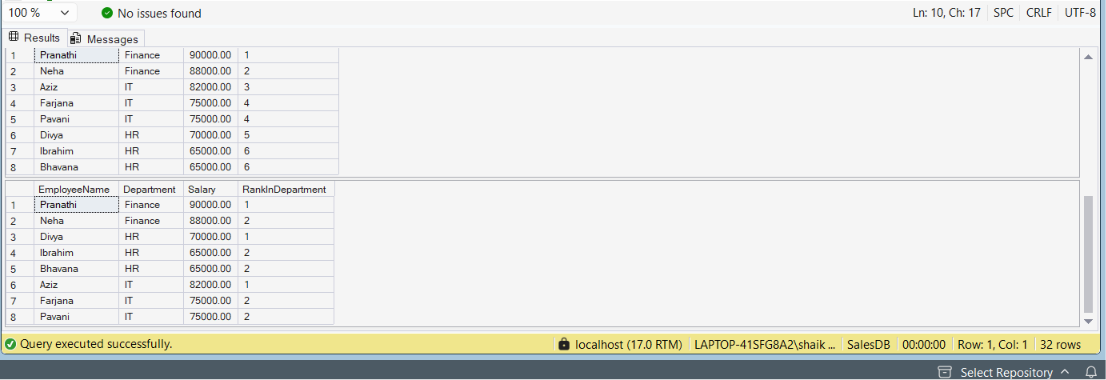 100 % No issues found Ln: 10, Ch: 17 SPC CRLF UTF-8
Results Messages
1 Pranathi Finance 90000.00 1
2 Neha Finance 88000.00 2
3 Aziz IT 82000.00 3
4 Farjana IT 75000.00 4
5 Pavani IT 75000.00 4
6 Divya HR 70000.00 5
7 Ibrahim HR 65000.00 6
8 Bhavana HR 65000.00 6
EmployeeName Department Salary RankInDepartment
1 Pranathi Finance 90000.00 1
2 Neha Finance 88000.00 2
3 Divya HR 70000.00 1
4 Ibrahim HR 65000.00 2
5 Bhavana HR 65000.00 2
6 Aziz IT 82000.00 1
7 Farjana IT 75000.00 2
8 Pavani IT 75000.00 2
Query executed successfully. localhost (17.0 RTM) LAPTOP-41SFG8A2\shaik ... SalesDB 00:00:00 Row: 1, Col: 1 32 rows
Select Repository